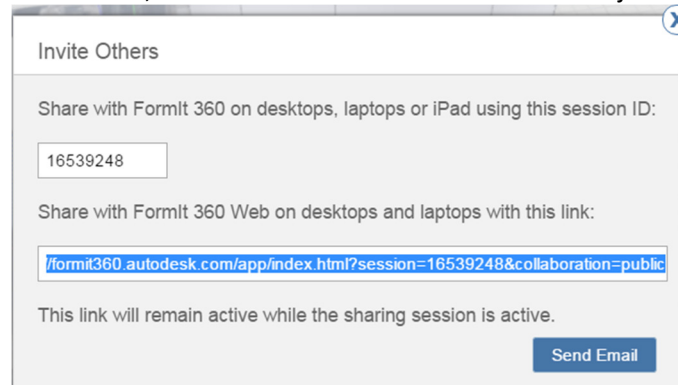 Invite Others
Share with FormIt 360 on desktops, laptops or iPad using this session ID:
16539248
Share with FormIt 360 Web on desktops and laptops with this link:
//formit360.autodesk.com/app/index.html?session=16539248&collaboration=public
This link will remain active while the sharing session is active.
Send Email